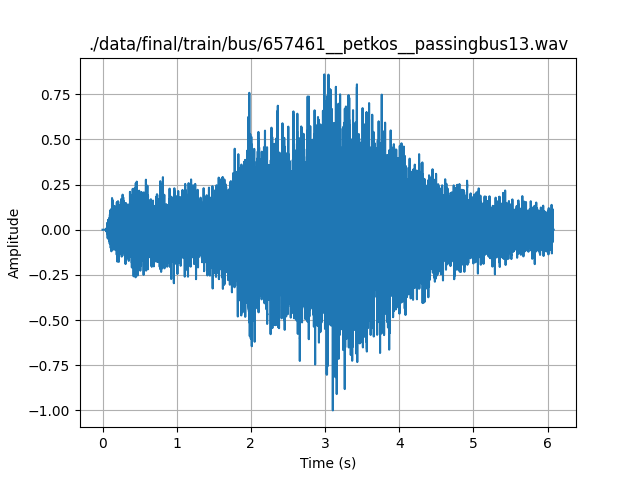 ./data/final/train/bus/657461__petkos__passingbus13.wav
0.75
0.50
0.25
0.00
−0.25
−0.50
−0.75
−1.00
Amplitude
0 1 2 3 4 5 6
Time (s)